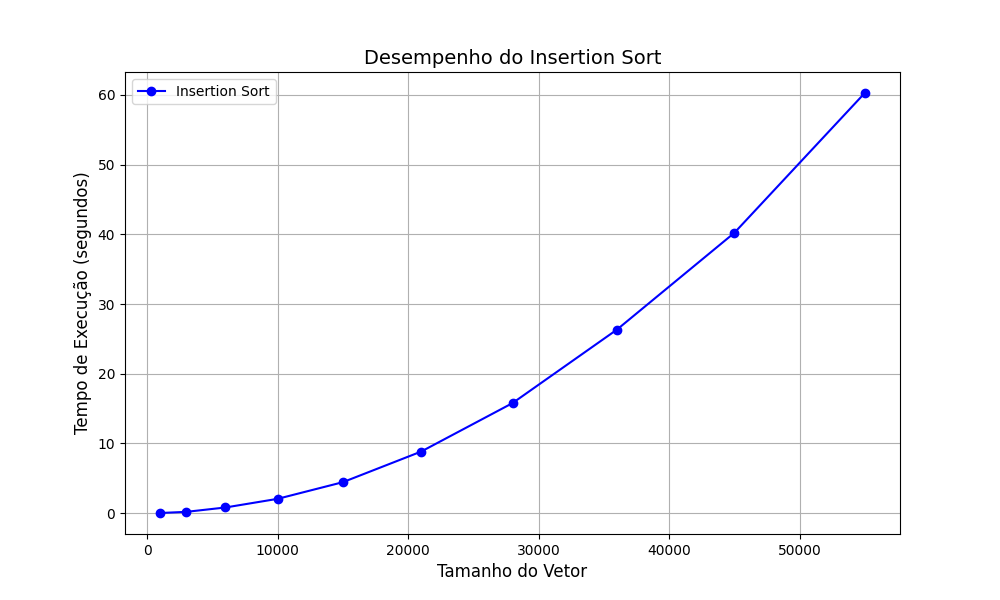 Desempenho do Insertion Sort
Insertion Sort
60
50
40
30
20
10
0
Tempo de Execução (segundos)
0 10000 20000 30000 40000 50000
Tamanho do Vetor